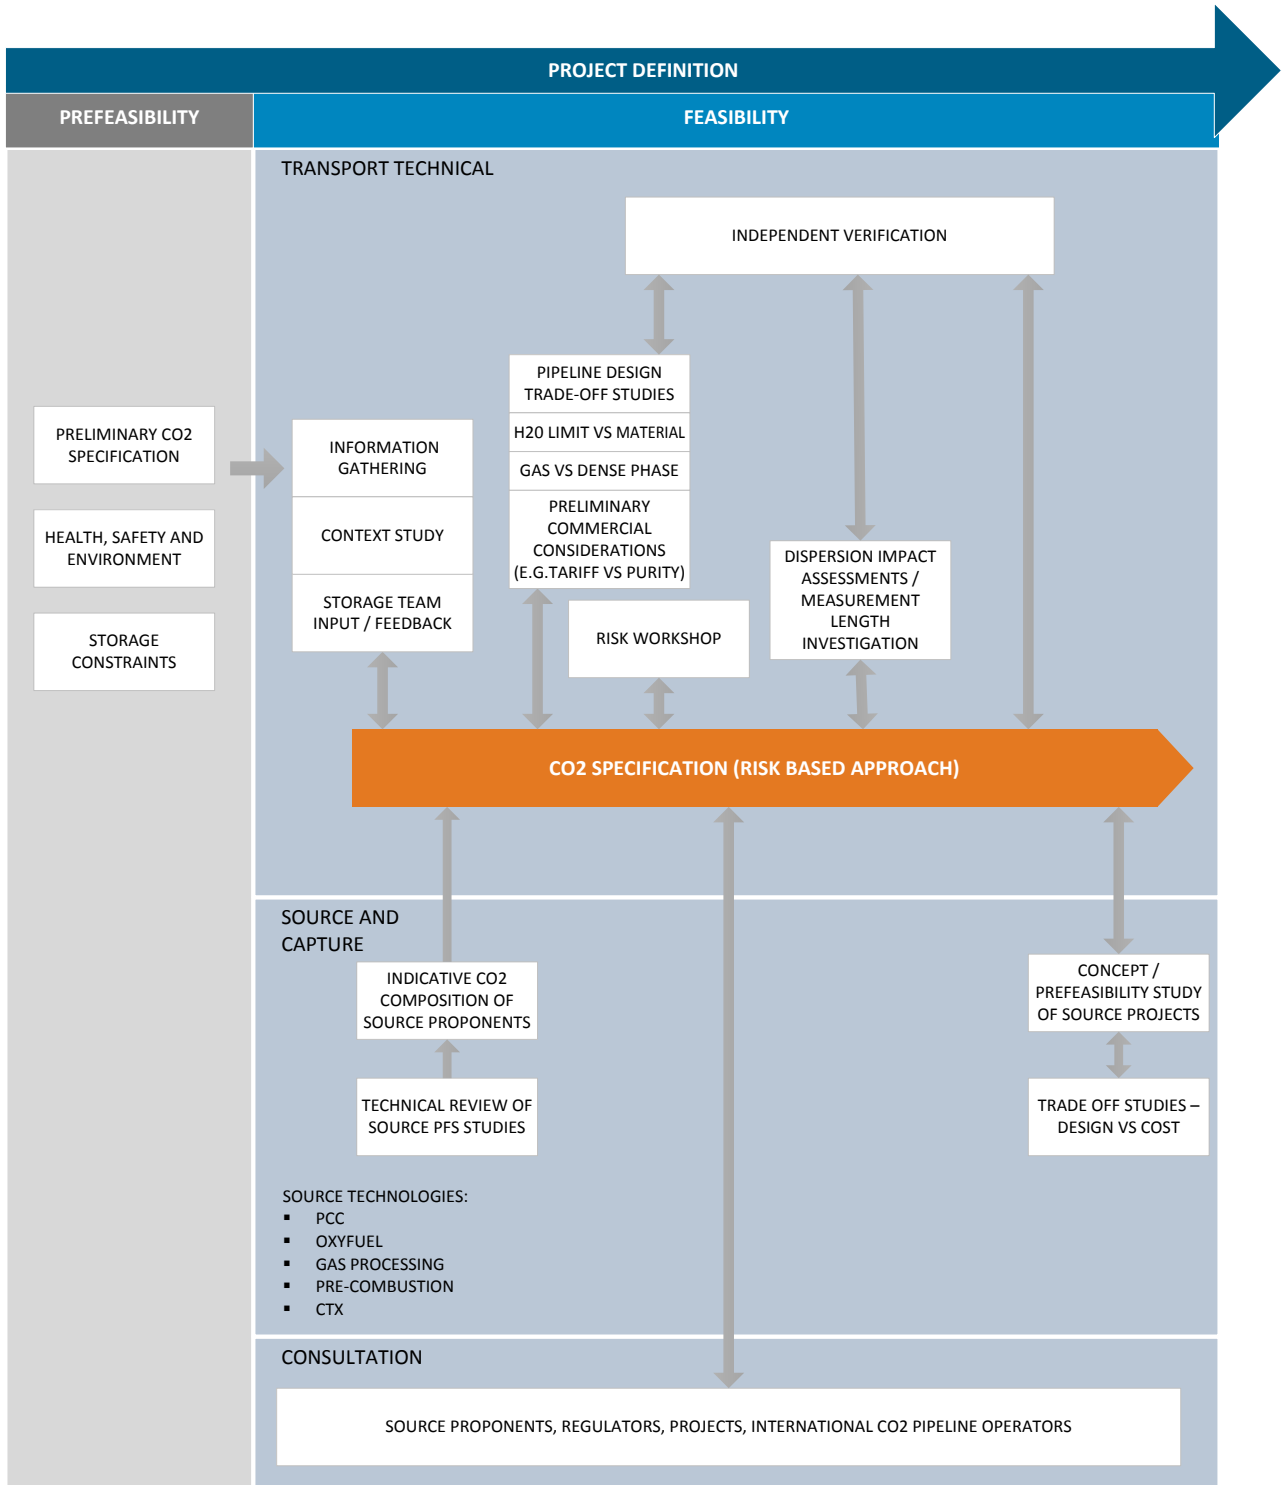 PROJECT DEFINITION
PREFEASIBILITY
FEASIBILITY
TRANSPORT TECHNICAL
INDEPENDENT VERIFICATION
PRELIMINARY CO2
SPECIFICATION
HEALTH, SAFETY AND
ENVIRONMENT
STORAGE
CONSTRAINTS
INFORMATION
GATHERING
CONTEXT STUDY
STORAGE TEAM
INPUT / FEEDBACK
PIPELINE DESIGN
TRADE-OFF STUDIES
H20 LIMIT VS MATERIAL
GAS VS DENSE PHASE
PRELIMINARY
COMMERCIAL
CONSIDERATIONS
(E.G.TARIFF VS PURITY)
RISK WORKSHOP
DISPERSION IMPACT
ASSESSMENTS /
MEASUREMENT
LENGTH
INVESTIGATION
CO2 SPECIFICATION (RISK BASED APPROACH)
SOURCE AND
CAPTURE
INDICATIVE CO2
COMPOSITION OF
SOURCE PROPONENTS
TECHNICAL REVIEW OF
SOURCE PFS STUDIES
CONCEPT /
PREFEASIBILITY STUDY
OF SOURCE PROJECTS
TRADE OFF STUDIES –
DESIGN VS COST
SOURCE TECHNOLOGIES:
▪ PCC
▪ OXYFUEL
▪ GAS PROCESSING
▪ PRE-COMBUSTION
▪ CTX
CONSULTATION
SOURCE PROPONENTS, REGULATORS, PROJECTS, INTERNATIONAL CO2 PIPELINE OPERATORS